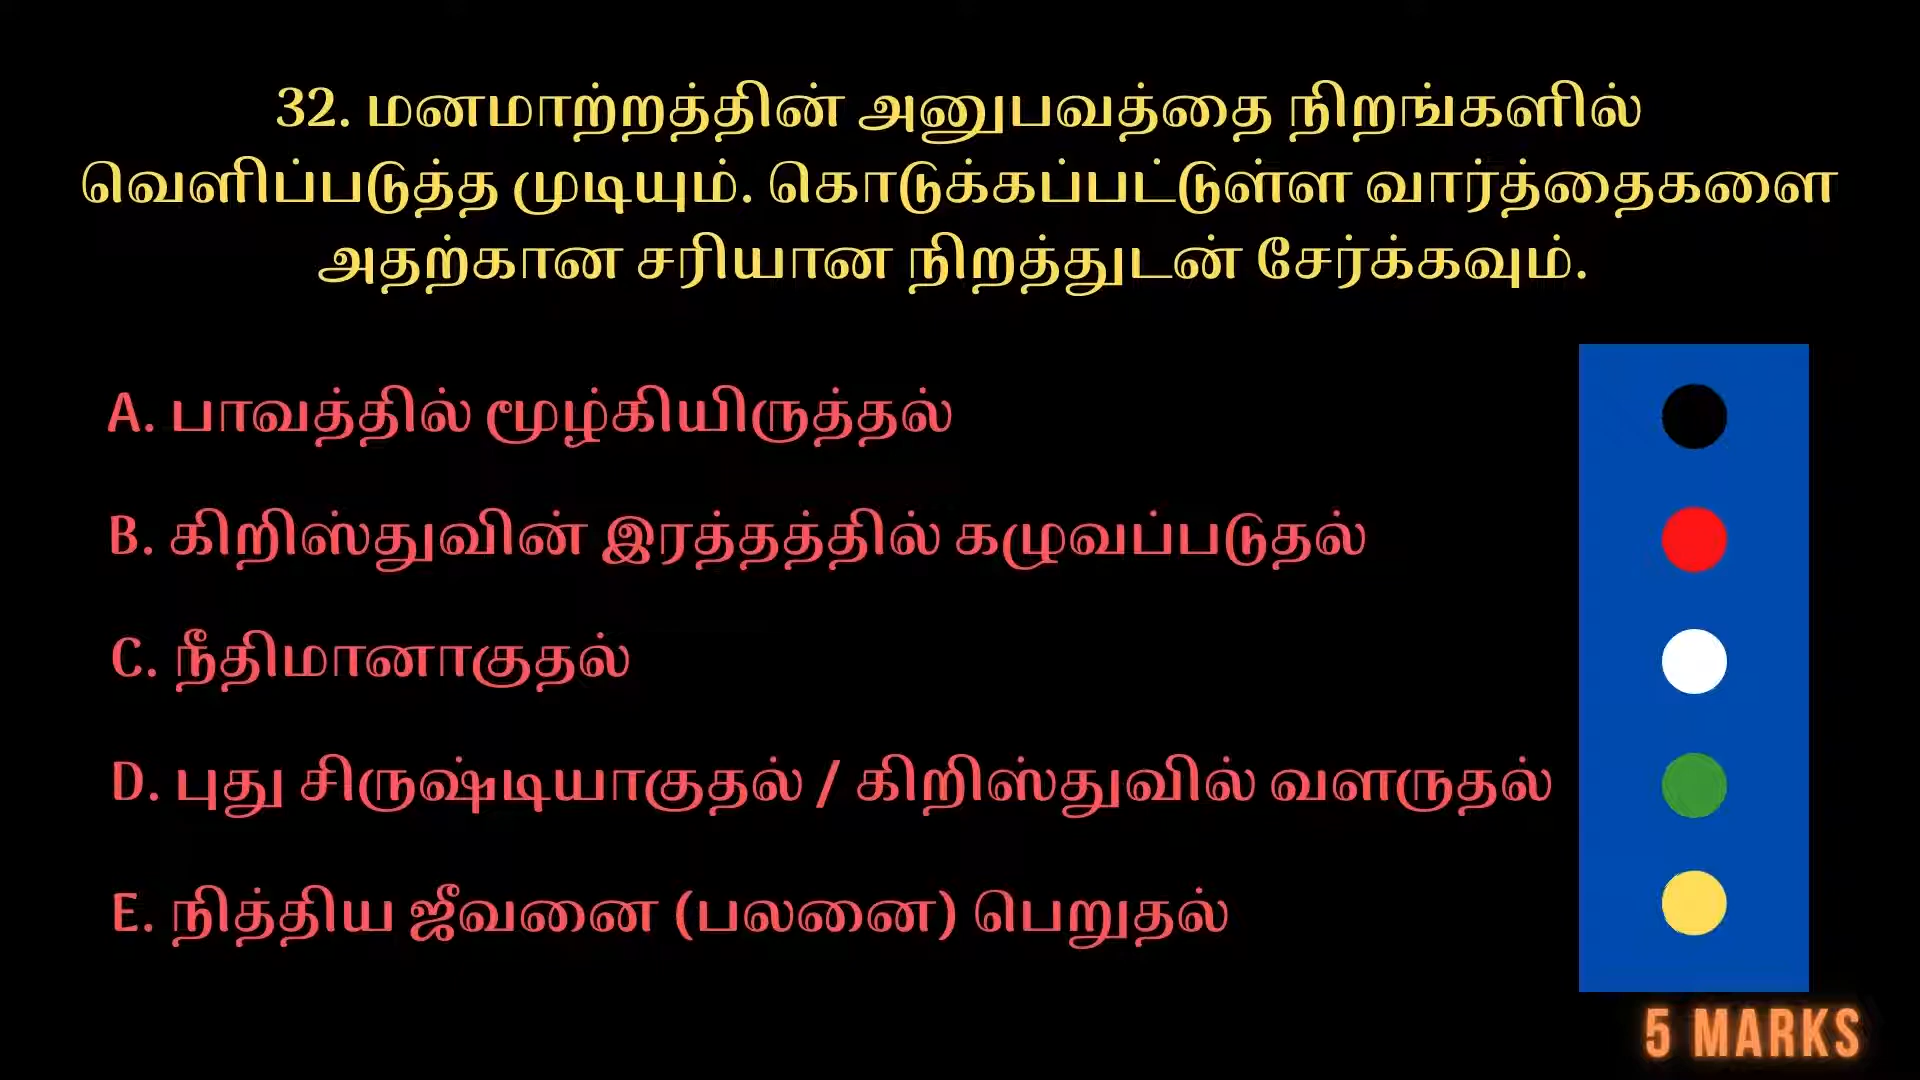 32. மனமாற்றத்தின் அனுபவத்தை நிறங்களில்
வெளிப்படுத்த முடியும். கொடுக்கப்பட்டுள்ள வார்த்தைகளை
அதற்கான சரியான நிறத்துடன் சேர்க்கவும்.
A. பாவத்தில் மூழ்கியிருத்தல்
B. கிறிஸ்துவின் இரத்தத்தில் கழுவப்படுதல்
C. நீதிமானாகுதல்
D. புது சிருஷ்டியாகுதல் / கிறிஸ்துவில் வளருதல்
E. நித்திய ஜீவனை (பலனை) பெறுதல்
5 MARKS